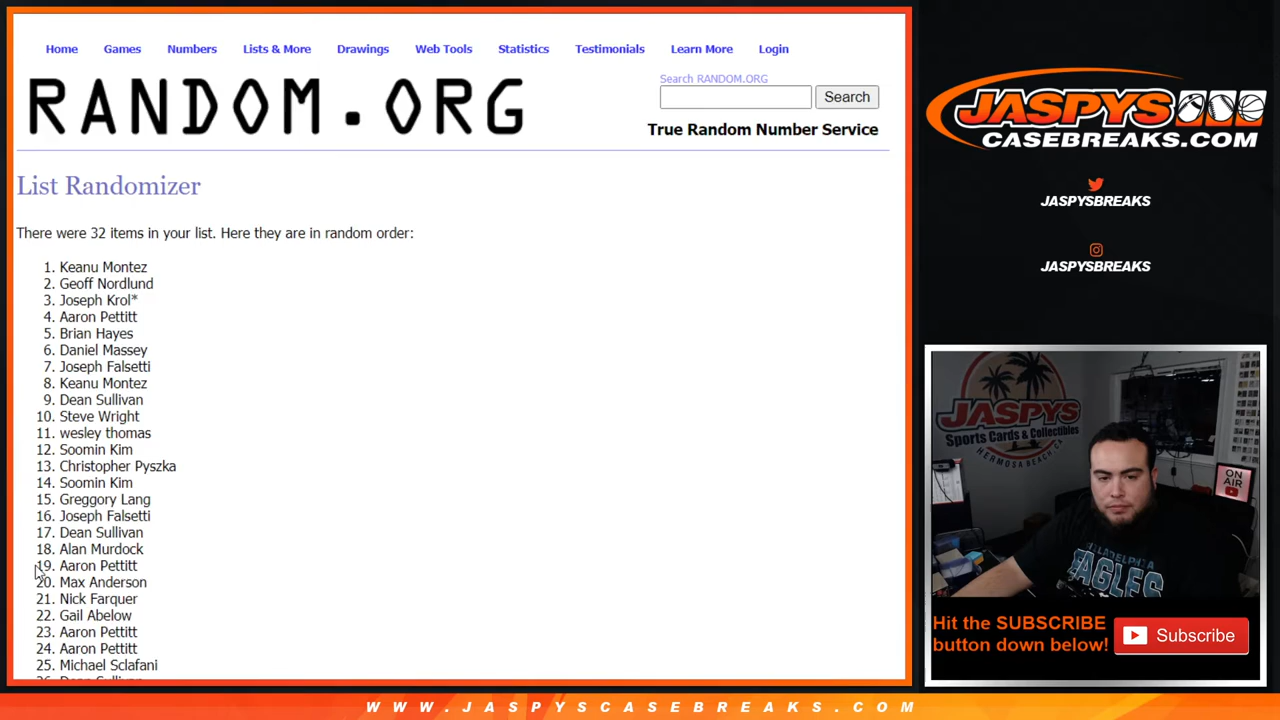 Home Games Numbers Lists & More Drawings Web Tools Statistics Testimonials Learn More Login
RANDOM.ORG
Search RANDOM.ORG
Search
True Random Number Service
List Randomizer
There were 32 items in your list. Here they are in random order:
1. Keanu Montez
2. Geoff Nordlund
3. Joseph Krol*
4. Aaron Pettitt
5. Brian Hayes
6. Daniel Massey
7. Joseph Falsetti
8. Keanu Montez
9. Dean Sullivan
10. Steve Wright
11. wesley thomas
12. Soomin Kim
13. Christopher Pyszka
14. Soomin Kim
15. Greggory Lang
16. Joseph Falsetti
17. Dean Sullivan
18. Alan Murdock
19. Aaron Pettitt
20. Max Anderson
21. Nick Farquer
22. Gail Abelow
23. Aaron Pettitt
24. Aaron Pettitt
25. Michael Sclafani
JASPYS
CASEBREAKS.COM
JASPYSBREAKS
JASPYSBREAKS
JASPYS
Sports Cards & Collectibles
HERMOSA BEACH, CA
ON AIR
EAGLES
Hit the SUBSCRIBE
button down below!
Subscribe
WWW.JASPYSCASEBREAKS.COM